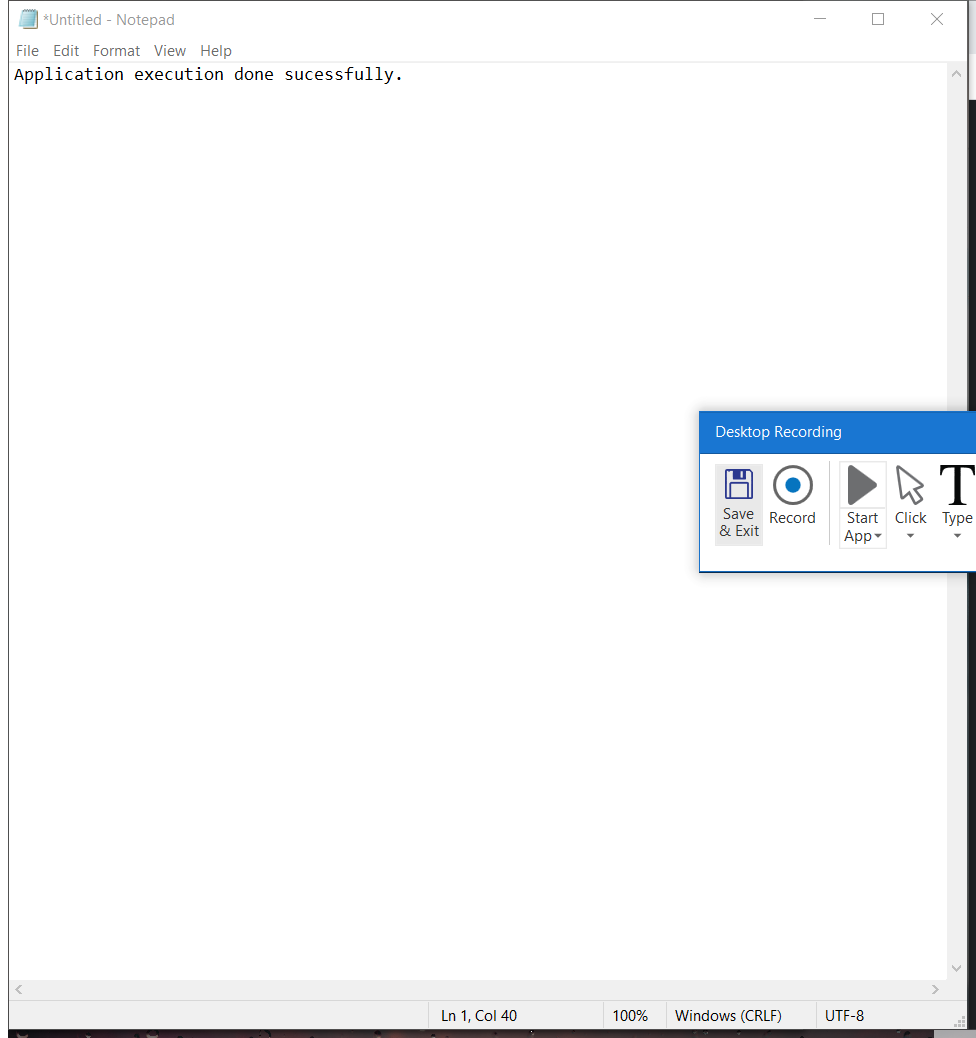 *Untitled - Notepad
File Edit Format View Help
Application execution done sucessfully.
Desktop Recording
Save
& Exit
Record
Start
App
Click
Type
Ln 1, Col 40
100%
Windows (CRLF)
UTF-8